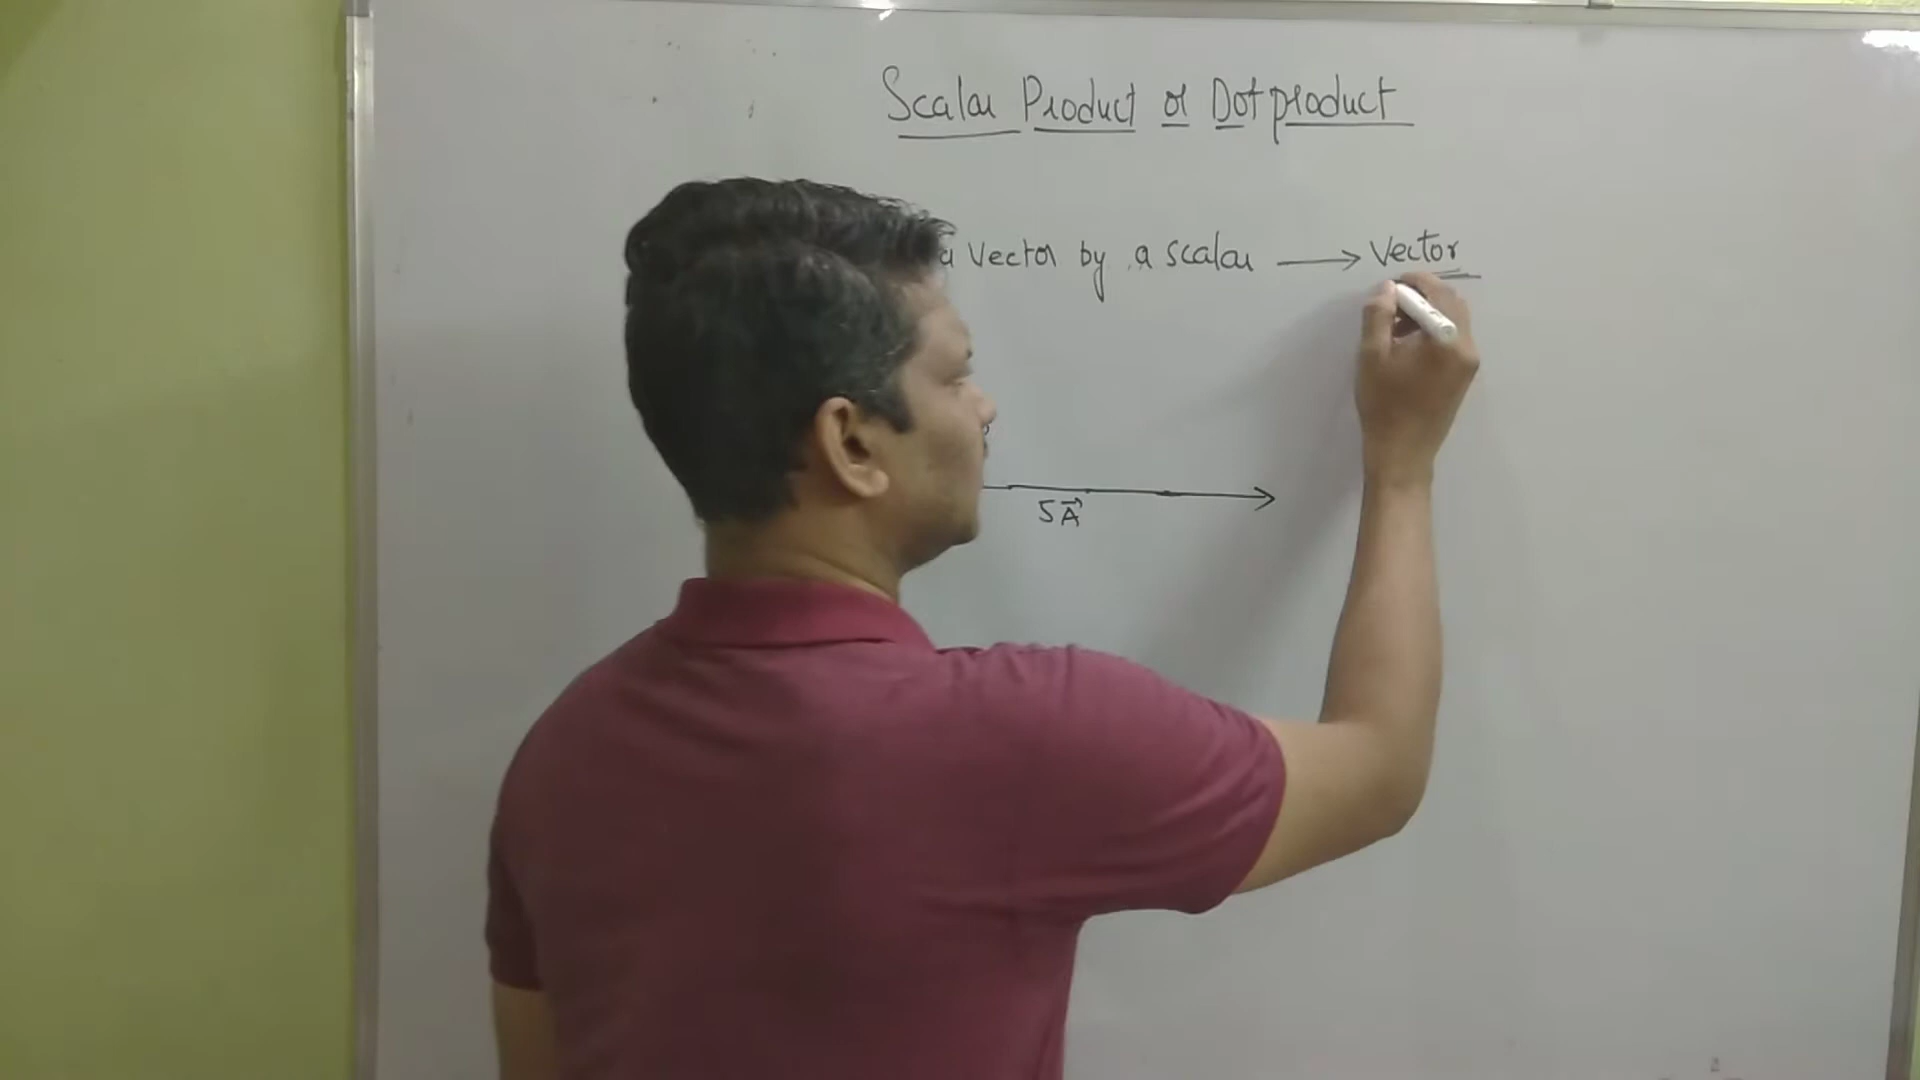 Scalar Product or Dot product
a Vector by a scalar ⟶ Vector
5A⃗